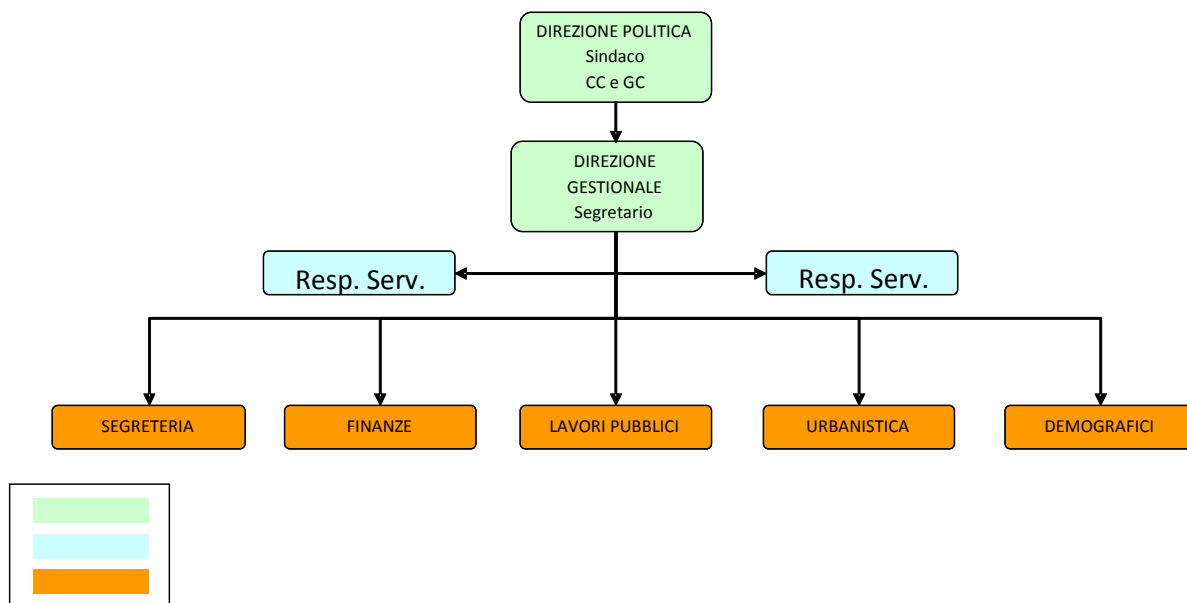 DIREZIONE POLITICA
Sindaco
CC e GC
DIREZIONE
GESTIONALE
Segretario
Resp. Serv.
Resp. Serv.
SEGRETERIA
FINANZE
LAVORI PUBBLICI
URBANISTICA
DEMOGRAFICI